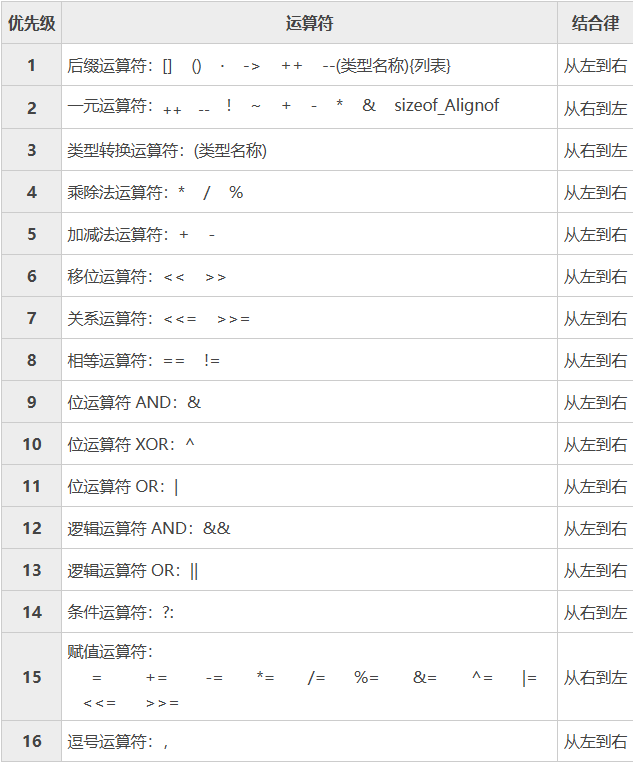 优先级 运算符 结合律
1 后缀运算符：[] () · -> ++ --(类型名称){列表} 从左到右
2 一元运算符：++ -- ! ~ + - * & sizeof_Alignof 从右到左
3 类型转换运算符：(类型名称) 从右到左
4 乘除法运算符：* / % 从左到右
5 加减法运算符：+ - 从左到右
6 移位运算符：<< >> 从左到右
7 关系运算符：<<= >>= 从左到右
8 相等运算符：== != 从左到右
9 位运算符 AND：& 从左到右
10 位运算符 XOR：^ 从左到右
11 位运算符 OR：| 从左到右
12 逻辑运算符 AND：&& 从左到右
13 逻辑运算符 OR：|| 从左到右
14 条件运算符：?: 从右到左
赋值运算符：
15 = += -= *= /= %= &= ^= |= 从右到左
<<= >>=
16 逗号运算符：, 从左到右